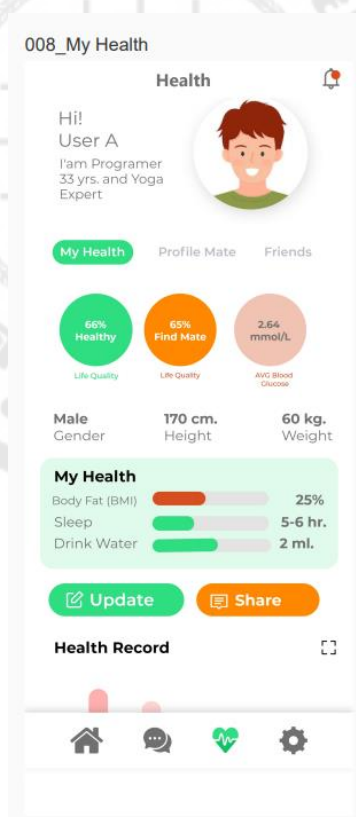 008_My Health
Health
Hi!
User A
I'am Programer
33 yrs. and Yoga
Expert
My Health Profile Mate Friends
66%
Healthy
65%
Find Mate
2.64
mmol/L
Life Quality
Life Quality
AVG Blood
Glucose
Male 170 cm. 60 kg.
Gender Height Weight
My Health
Body Fat (BMI) 25%
Sleep 5-6 hr.
Drink Water 2 ml.
Update Share
Health Record